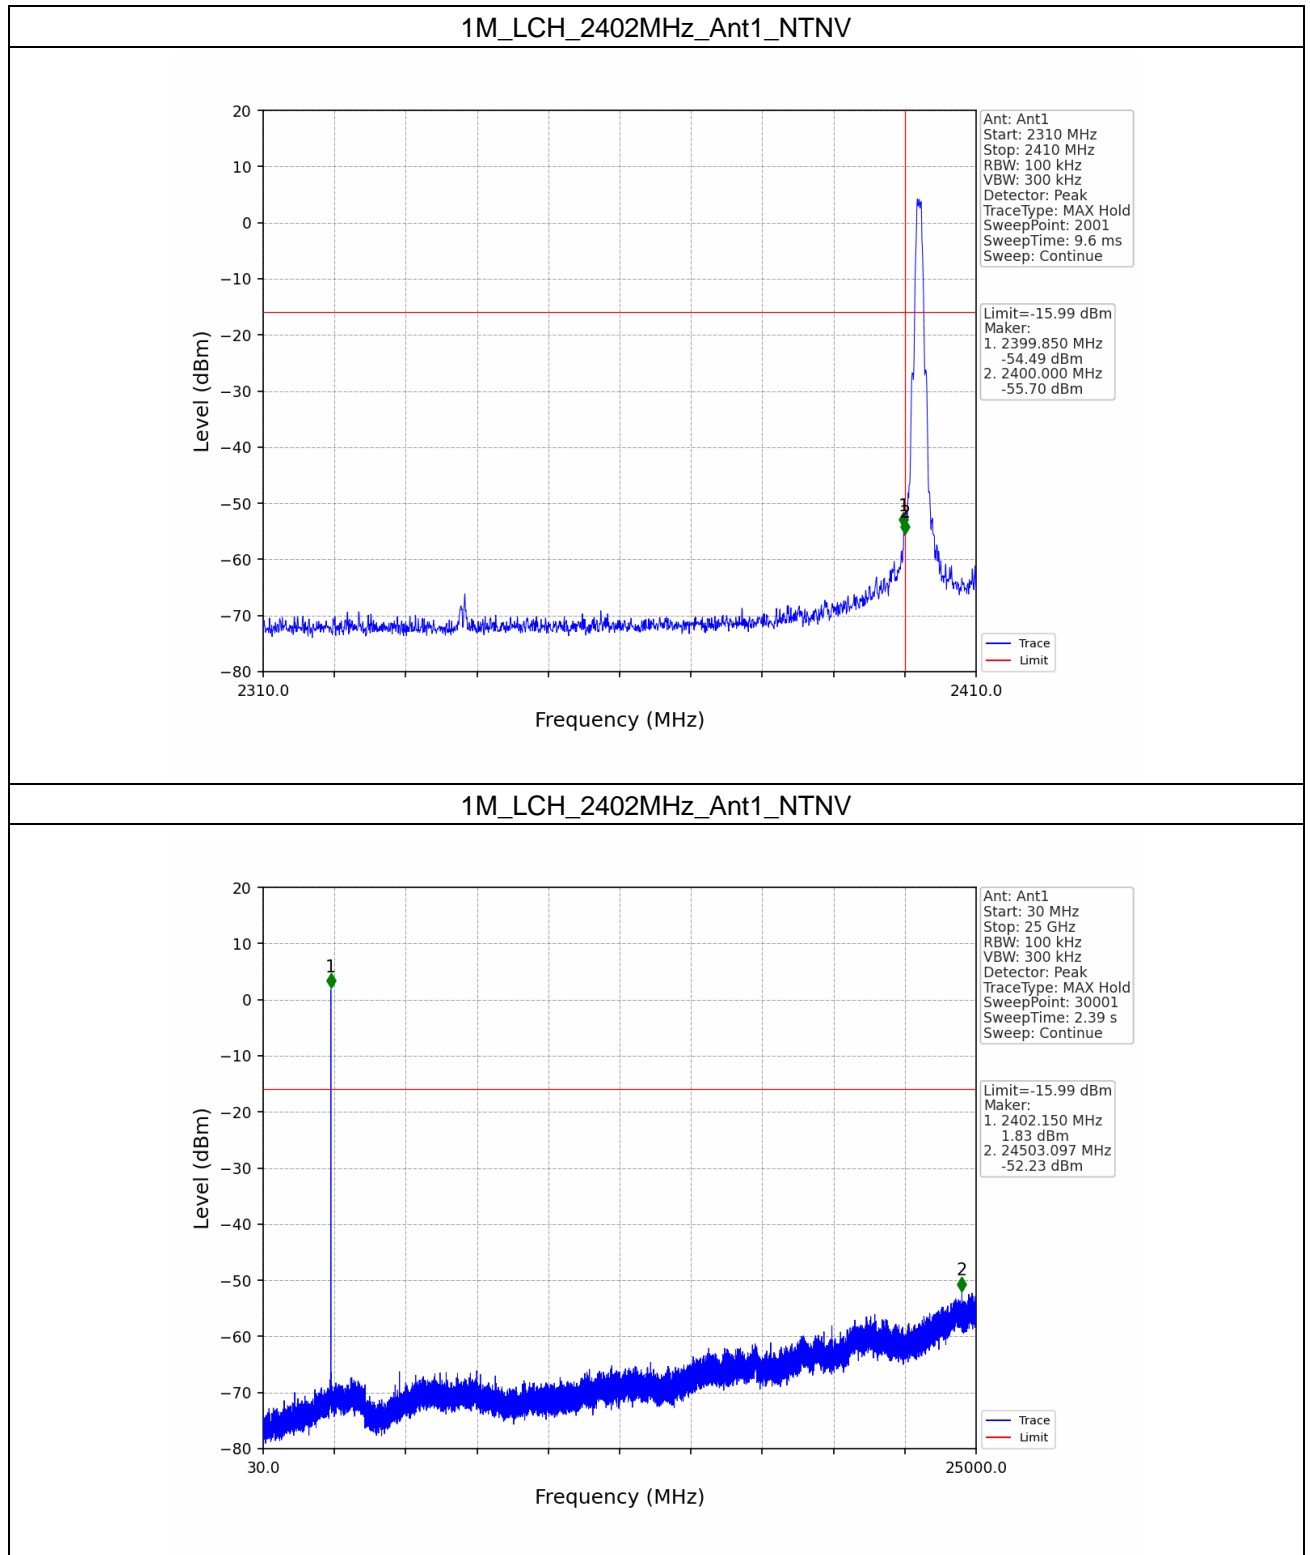 1M_LCH_2402MHz_Ant1_NTNV
20
10
0
−10
−20
−30
−40
−50
−60
−70
−80
Level (dBm)
1
2
2310.0
2410.0
Frequency (MHz)
Ant: Ant1
Start: 2310 MHz
Stop: 2410 MHz
RBW: 100 kHz
VBW: 300 kHz
Detector: Peak
TraceType: MAX Hold
SweepPoint: 2001
SweepTime: 9.6 ms
Sweep: Continue
Limit=-15.99 dBm
Maker:
1. 2399.850 MHz
-54.49 dBm
2. 2400.000 MHz
-55.70 dBm
Trace
Limit
1M_LCH_2402MHz_Ant1_NTNV
20
10
0
−10
−20
−30
−40
−50
−60
−70
−80
Level (dBm)
1
2
30.0
25000.0
Frequency (MHz)
Ant: Ant1
Start: 30 MHz
Stop: 25 GHz
RBW: 100 kHz
VBW: 300 kHz
Detector: Peak
TraceType: MAX Hold
SweepPoint: 30001
SweepTime: 2.39 s
Sweep: Continue
Limit=-15.99 dBm
Maker:
1. 2402.150 MHz
1.83 dBm
2. 24503.097 MHz
-52.23 dBm
Trace
Limit